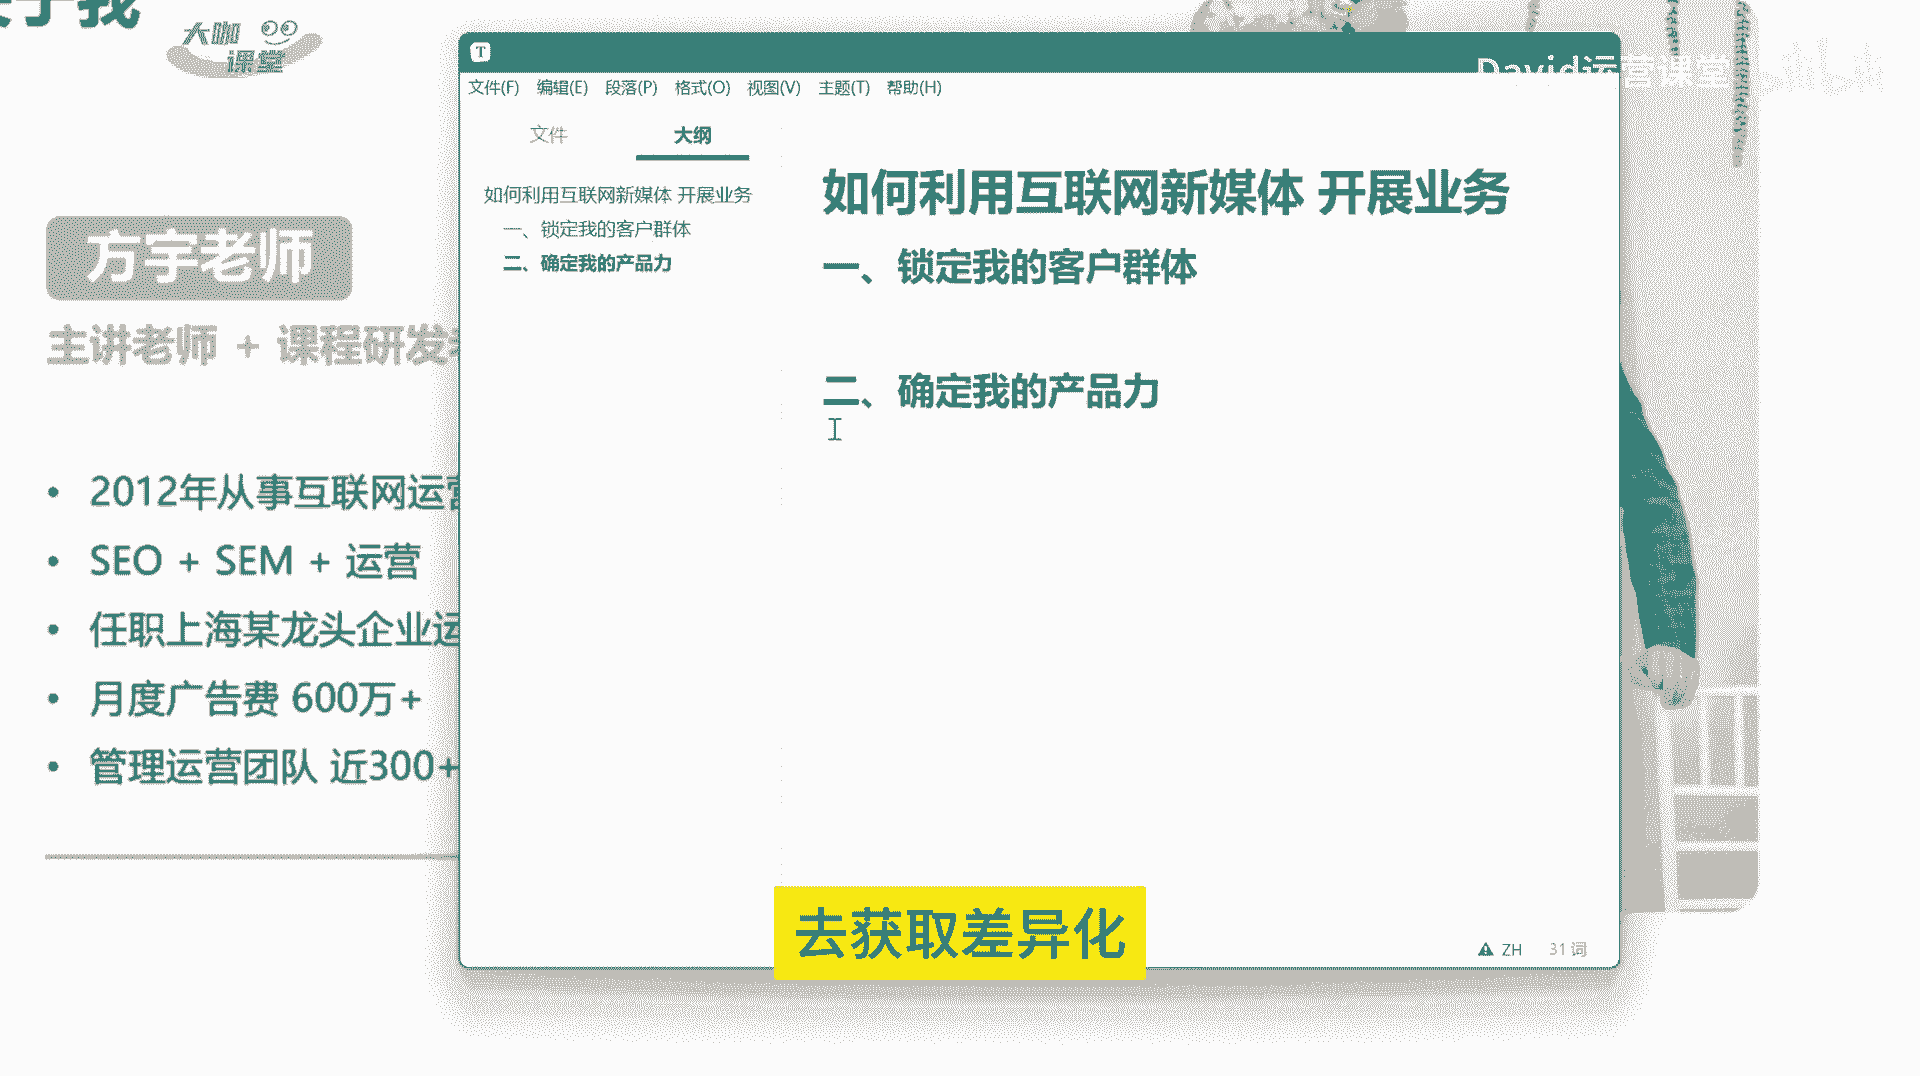 大咖
课堂
方宇老师
主讲老师 + 课程研发
2012年从事互联网运营
SEO + SEM + 运营
任职上海某龙头企业运
月度广告费 600万+
管理运营团队 近300+
T
David运营课堂
文件(F) 编辑(E) 段落(P) 格式(O) 视图(V) 主题(T) 帮助(H)
文件 大纲
如何利用互联网新媒体 开展业务
一、锁定我的客户群体
二、确定我的产品力
如何利用互联网新媒体 开展业务
一、锁定我的客户群体
二、确定我的产品力
去获取差异化
ZH 31 词